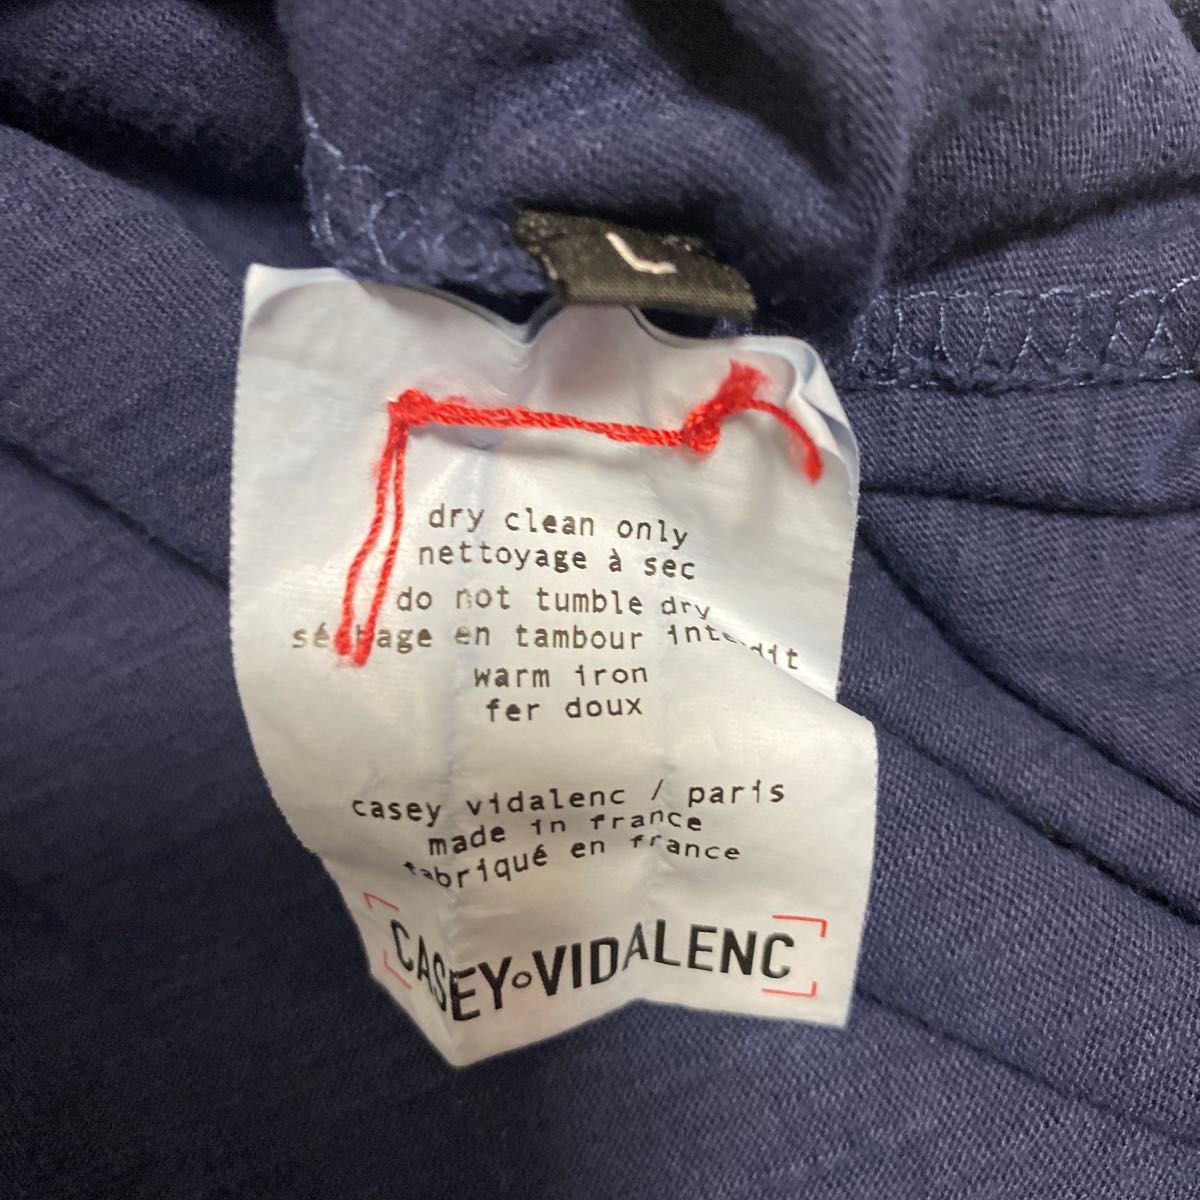 L
dry clean only
nettoyage à sec
do not tumble dry
séchage en tambour interdit
warm iron
fer doux
casey vidalenc / paris
made in france
fabriqué en france
CASEY∘VIDALENC